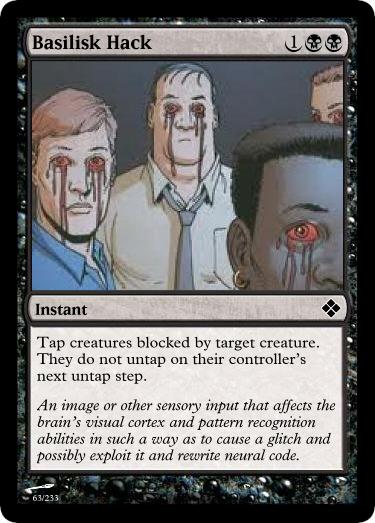 Basilisk Hack 1
Instant
Tap creatures blocked by target creature.
They do not untap on their controller's
next untap step.
An image or other sensory input that affects the
brain's visual cortex and pattern recognition
abilities in such a way as to cause a glitch and
possibly exploit it and rewrite neural code.
63/233